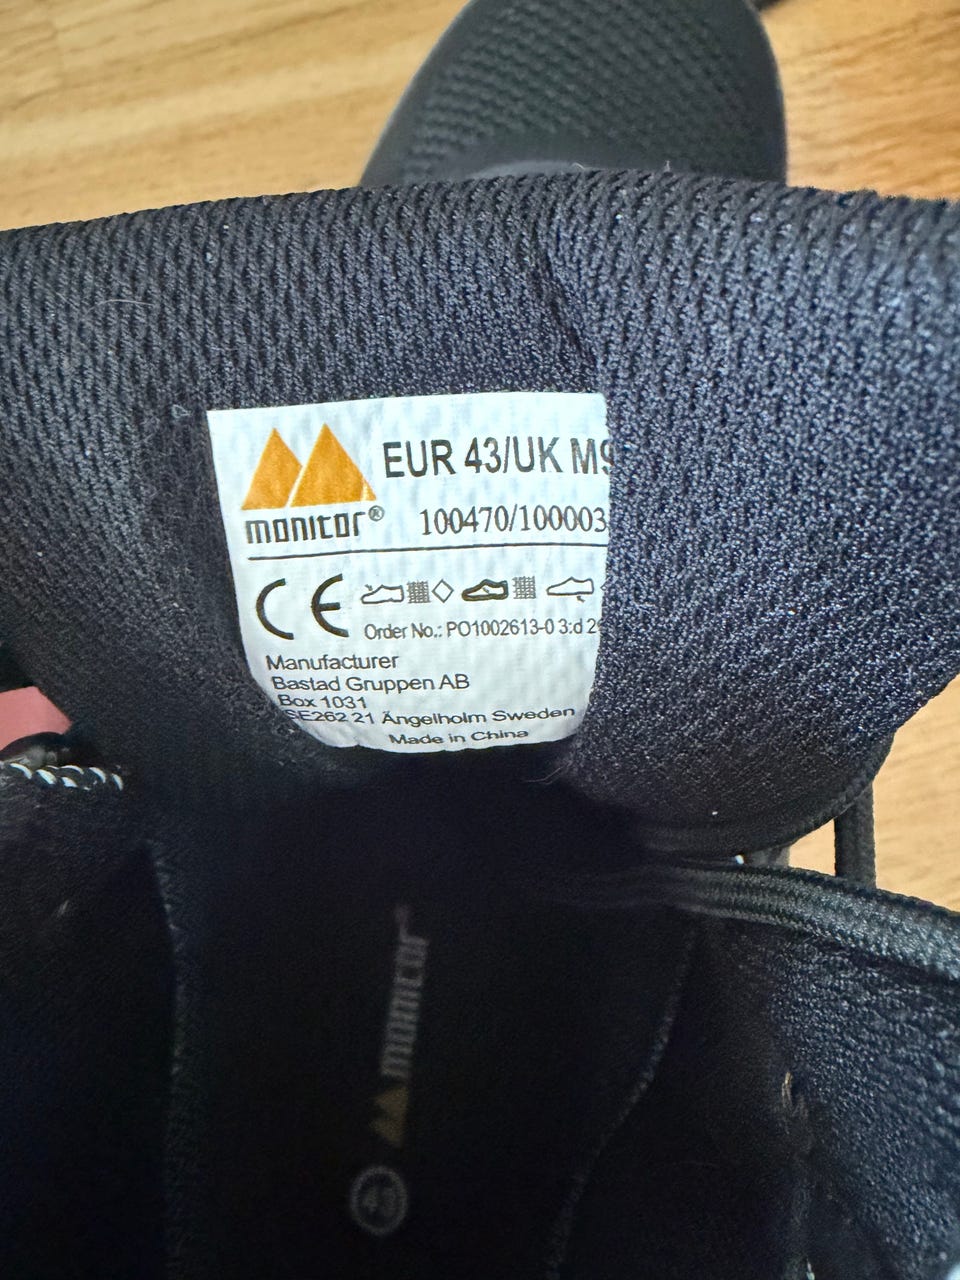 EUR 43/UK M9
monitor®
100470/100003
CE
Order No.: PO1002613-0 3:d 2
Manufacturer
Bastad Gruppen AB
Box 1031
SE262 21 Ängelholm Sweden
Made in China
monitor
43